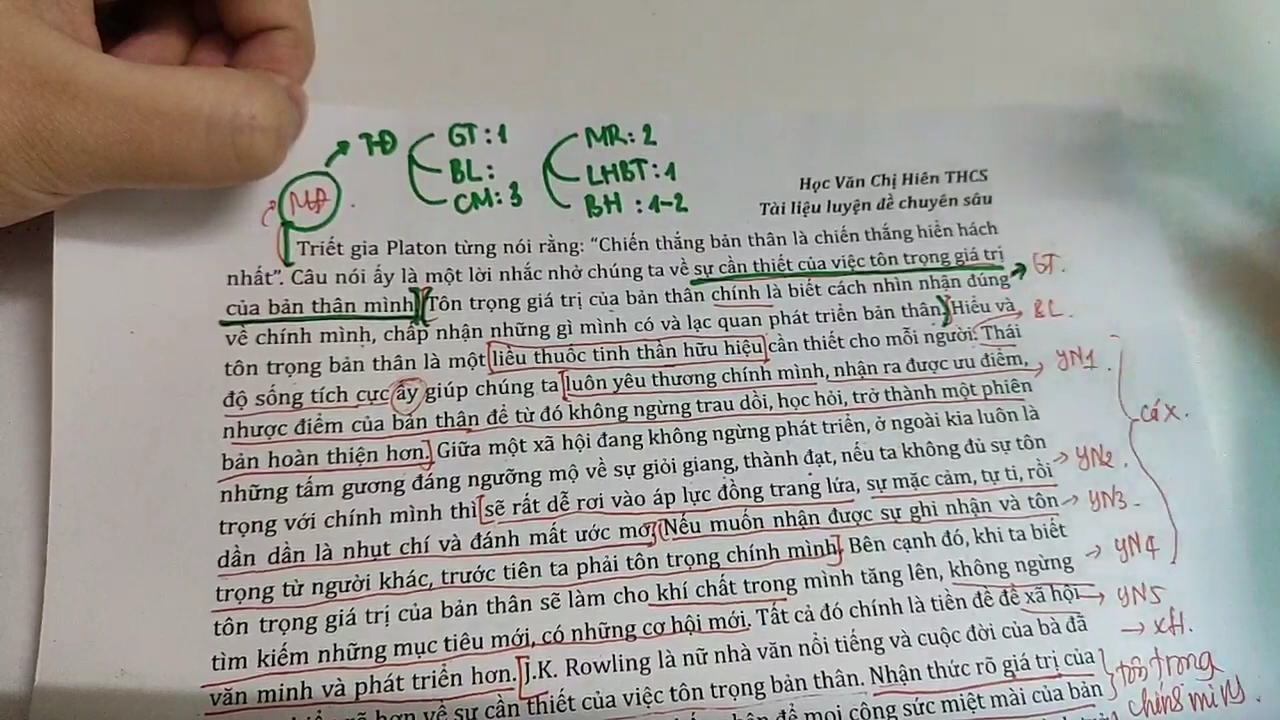 TĐ
GT: 1
BL:
CM: 3
MR: 2
LHBT: 1
BH : 1-2
MĐ
Học Văn Chị Hiên THCS
Tài liệu luyện đề chuyên sâu
Triết gia Platon từng nói rằng: "Chiến thắng bản thân là chiến thắng hiển hách
nhất". Câu nói ấy là một lời nhắc nhở chúng ta về sự cần thiết của việc tôn trọng giá trị
của bản thân mình. Tôn trọng giá trị của bản thân chính là biết cách nhìn nhận đúng GT.
về chính mình, chấp nhận những gì mình có và lạc quan phát triển bản thân. Hiểu và BL.
tôn trọng bản thân là một liều thuốc tinh thần hữu hiệu cần thiết cho mỗi người. Thái
độ sống tích cực ấy giúp chúng ta luôn yêu thương chính mình, nhận ra được ưu điểm, YN1.
nhược điểm của bản thân để từ đó không ngừng trau dồi, học hỏi, trở thành một phiên
bản hoàn thiện hơn. Giữa một xã hội đang không ngừng phát triển, ở ngoài kia luôn là cá x.
những tấm gương đáng ngưỡng mộ về sự giỏi giang, thành đạt, nếu ta không đủ sự tôn
trọng với chính mình thì sẽ rất dễ rơi vào áp lực đồng trang lứa, sự mặc cảm, tự ti, rồi YN2.
dần dần là nhụt chí và đánh mất ước mơ. Nếu muốn nhận được sự ghi nhận và tôn YN3
trọng từ người khác, trước tiên ta phải tôn trọng chính mình. Bên cạnh đó, khi ta biết
tôn trọng giá trị của bản thân sẽ làm cho khí chất trong mình tăng lên, không ngừng YN4
tìm kiếm những mục tiêu mới, có những cơ hội mới. Tất cả đó chính là tiền đề để xã hội YN5
văn minh và phát triển hơn. J.K. Rowling là nữ nhà văn nổi tiếng và cuộc đời của bà đã → XH.
hơn về sự cần thiết của việc tôn trọng bản thân. Nhận thức rõ giá trị của tôn trọng
để mọi công sức miệt mài của bản chính mình.